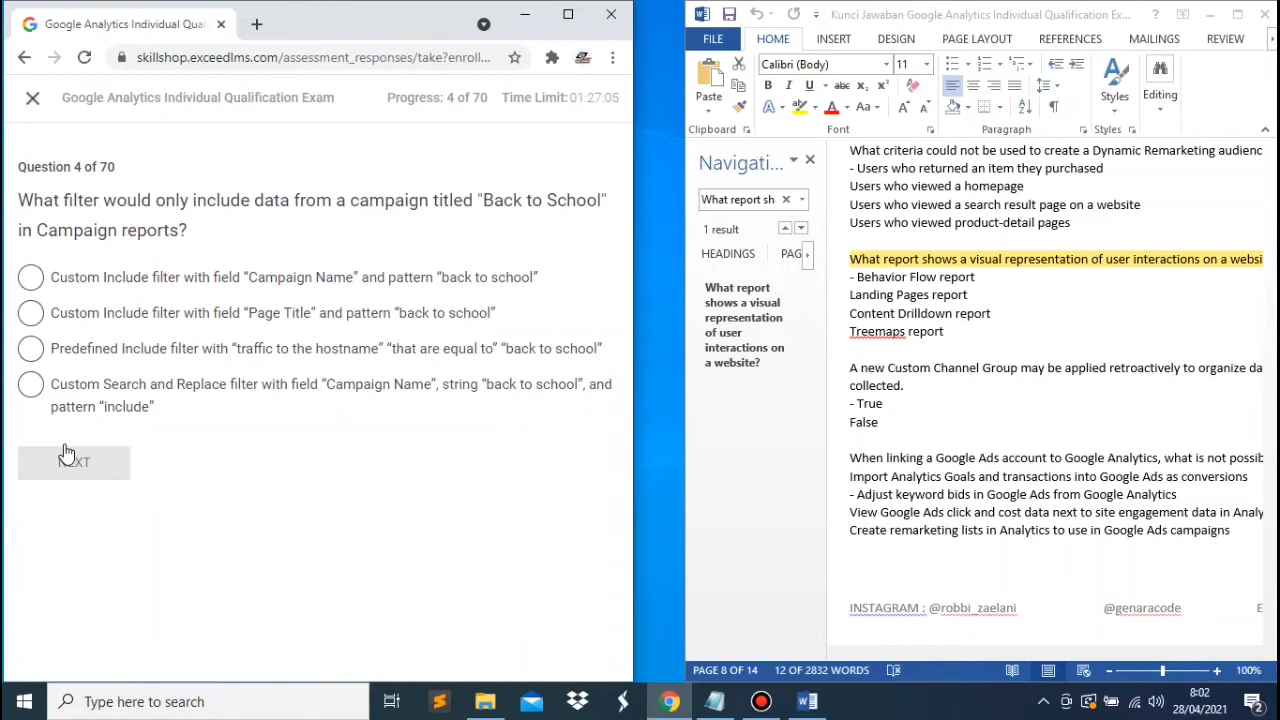 Google Analytics Individual Qual
skillshop.exceedlms.com/assessment_responses/take?enroll...
Google Analytics Individual Qualification Exam
Progress: 4 of 70
Time Limit: 01:27:05
Question 4 of 70
What filter would only include data from a campaign titled "Back to School"
in Campaign reports?
Custom Include filter with field “Campaign Name” and pattern “back to school”
Custom Include filter with field “Page Title” and pattern “back to school”
Predefined Include filter with “traffic to the hostname” “that are equal to” “back to school”
Custom Search and Replace filter with field “Campaign Name”, string “back to school”, and
pattern “include”
NEXT
Kunci Jawaban Google Analytics Individual Qualification Ex...
FILE HOME INSERT DESIGN PAGE LAYOUT REFERENCES MAILINGS REVIEW
Calibri (Body) 11
Paste
Styles
Editing
Clipboard Font Paragraph Styles
Navigati...
What report sh
1 result
HEADINGS PAG
What report
shows a visual
representation
of user
interactions on
a website?
What criteria could not be used to create a Dynamic Remarketing audienc
- Users who returned an item they purchased
Users who viewed a homepage
Users who viewed a search result page on a website
Users who viewed product-detail pages
What report shows a visual representation of user interactions on a websi
- Behavior Flow report
Landing Pages report
Content Drilldown report
Treemaps report
A new Custom Channel Group may be applied retroactively to organize da
collected.
- True
False
When linking a Google Ads account to Google Analytics, what is not possib
Import Analytics Goals and transactions into Google Ads as conversions
- Adjust keyword bids in Google Ads from Google Analytics
View Google Ads click and cost data next to site engagement data in Analy
Create remarketing lists in Analytics to use in Google Ads campaigns
INSTAGRAM : @robbi_zaelani @genaracode E
PAGE 8 OF 14 12 OF 2832 WORDS 100%
Type here to search
8:02
28/04/2021
2